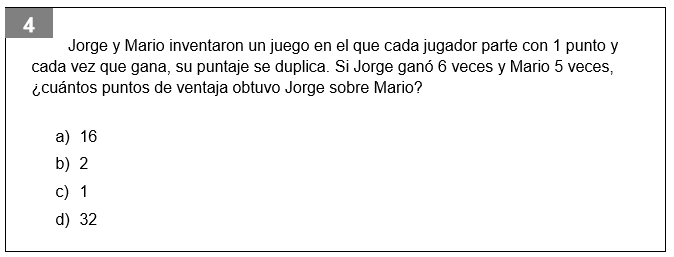 4
Jorge y Mario inventaron un juego en el que cada jugador parte con 1 punto y
cada vez que gana, su puntaje se duplica. Si Jorge ganó 6 veces y Mario 5 veces,
¿cuántos puntos de ventaja obtuvo Jorge sobre Mario?
a) 16
b) 2
c) 1
d) 32